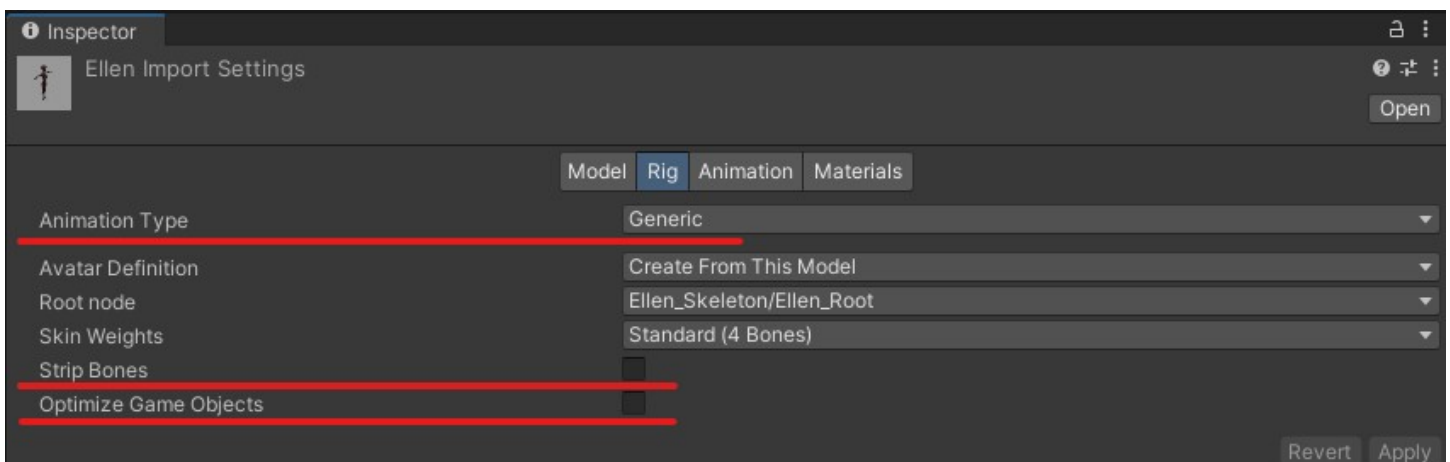 Inspector
Ellen Import Settings
Open
Model Rig Animation Materials
Animation Type Generic
Avatar Definition Create From This Model
Root node Ellen_Skeleton/Ellen_Root
Skin Weights Standard (4 Bones)
Strip Bones
Optimize Game Objects
Revert Apply